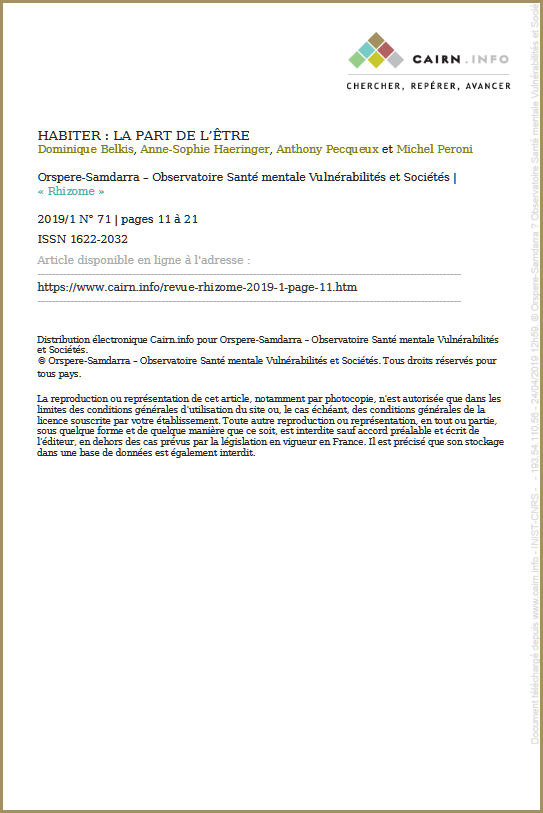 CAIRN.INFO
CHERCHER, REPÉRER, AVANCER
HABITER : LA PART DE L’ÊTRE
Dominique Belkis, Anne-Sophie Haeringer, Anthony Pecqueux et Michel Peroni
Orspere-Samdarra – Observatoire Santé mentale Vulnérabilités et Sociétés |
« Rhizome »
2019/1 N° 71 | pages 11 à 21
ISSN 1622-2032
Article disponible en ligne à l'adresse :
https://www.cairn.info/revue-rhizome-2019-1-page-11.htm
Distribution électronique Cairn.info pour Orspere-Samdarra – Observatoire Santé mentale Vulnérabilités
et Sociétés.
© Orspere-Samdarra – Observatoire Santé mentale Vulnérabilités et Sociétés. Tous droits réservés pour
tous pays.
La reproduction ou représentation de cet article, notamment par photocopie, n'est autorisée que dans les
limites des conditions générales d'utilisation du site ou, le cas échéant, des conditions générales de la
licence souscrite par votre établissement. Toute autre reproduction ou représentation, en tout ou partie,
sous quelque forme et de quelque manière que ce soit, est interdite sauf accord préalable et écrit de
l'éditeur, en dehors des cas prévus par la législation en vigueur en France. Il est précisé que son stockage
dans une base de données est également interdit.
Document téléchargé depuis www.cairn.info - INIST-CNRS - - 193.54.110.56 - 24/04/2019 12h59. © Orspere-Samdarra ? Observatoire Santé mentale Vulnérabilités et Socié